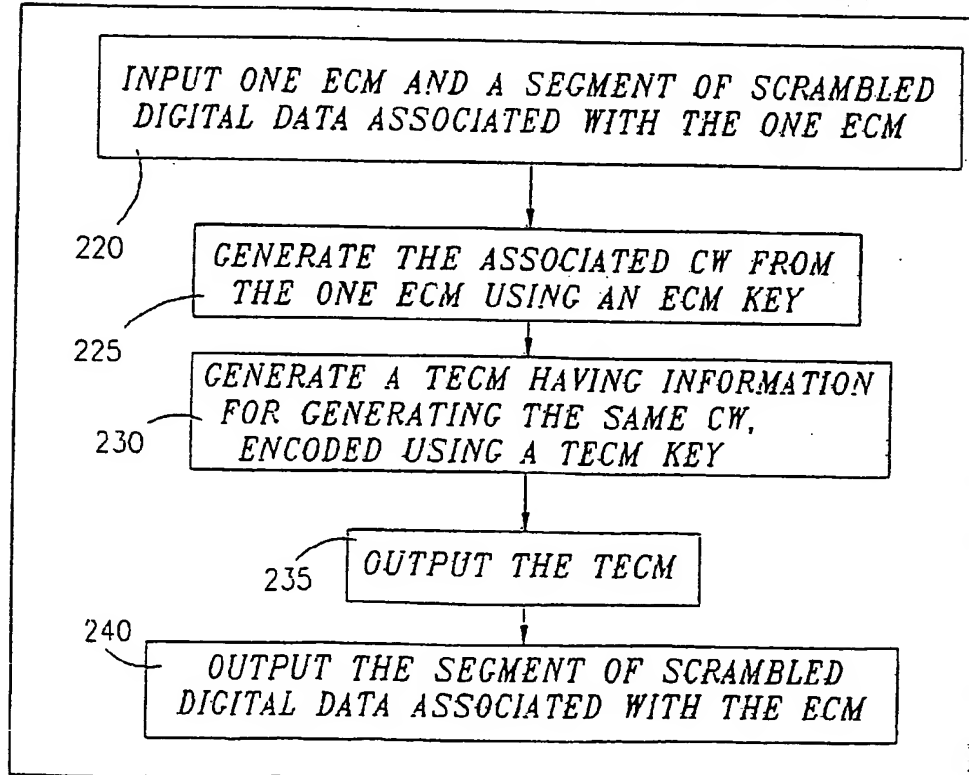 INPUT ONE ECM AND A SEGMENT OF SCRAMBLED
DIGITAL DATA ASSOCIATED WITH THE ONE ECM
220
GENERATE THE ASSOCIATED CW FROM
THE ONE ECM USING AN ECM KEY
225
GENERATE A TECM HAVING INFORMATION
FOR GENERATING THE SAME CW,
ENCODED USING A TECM KEY
230
OUTPUT THE TECM
235
240
OUTPUT THE SEGMENT OF SCRAMBLED
DIGITAL DATA ASSOCIATED WITH THE ECM